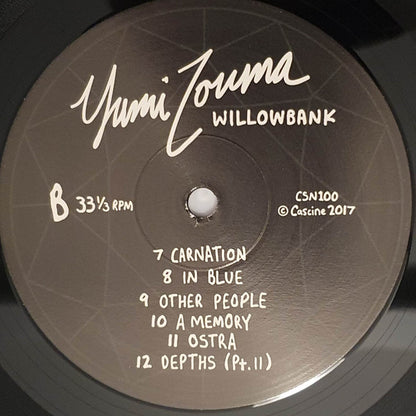 Yumi Zouma
WILLOWBANK
B 33⅓ RPM
CSN100
© Cascine 2017
7 CARNATION
8 IN BLUE
9 OTHER PEOPLE
10 A MEMORY
11 OSTRA
12 DEPTHS (Pt. II)